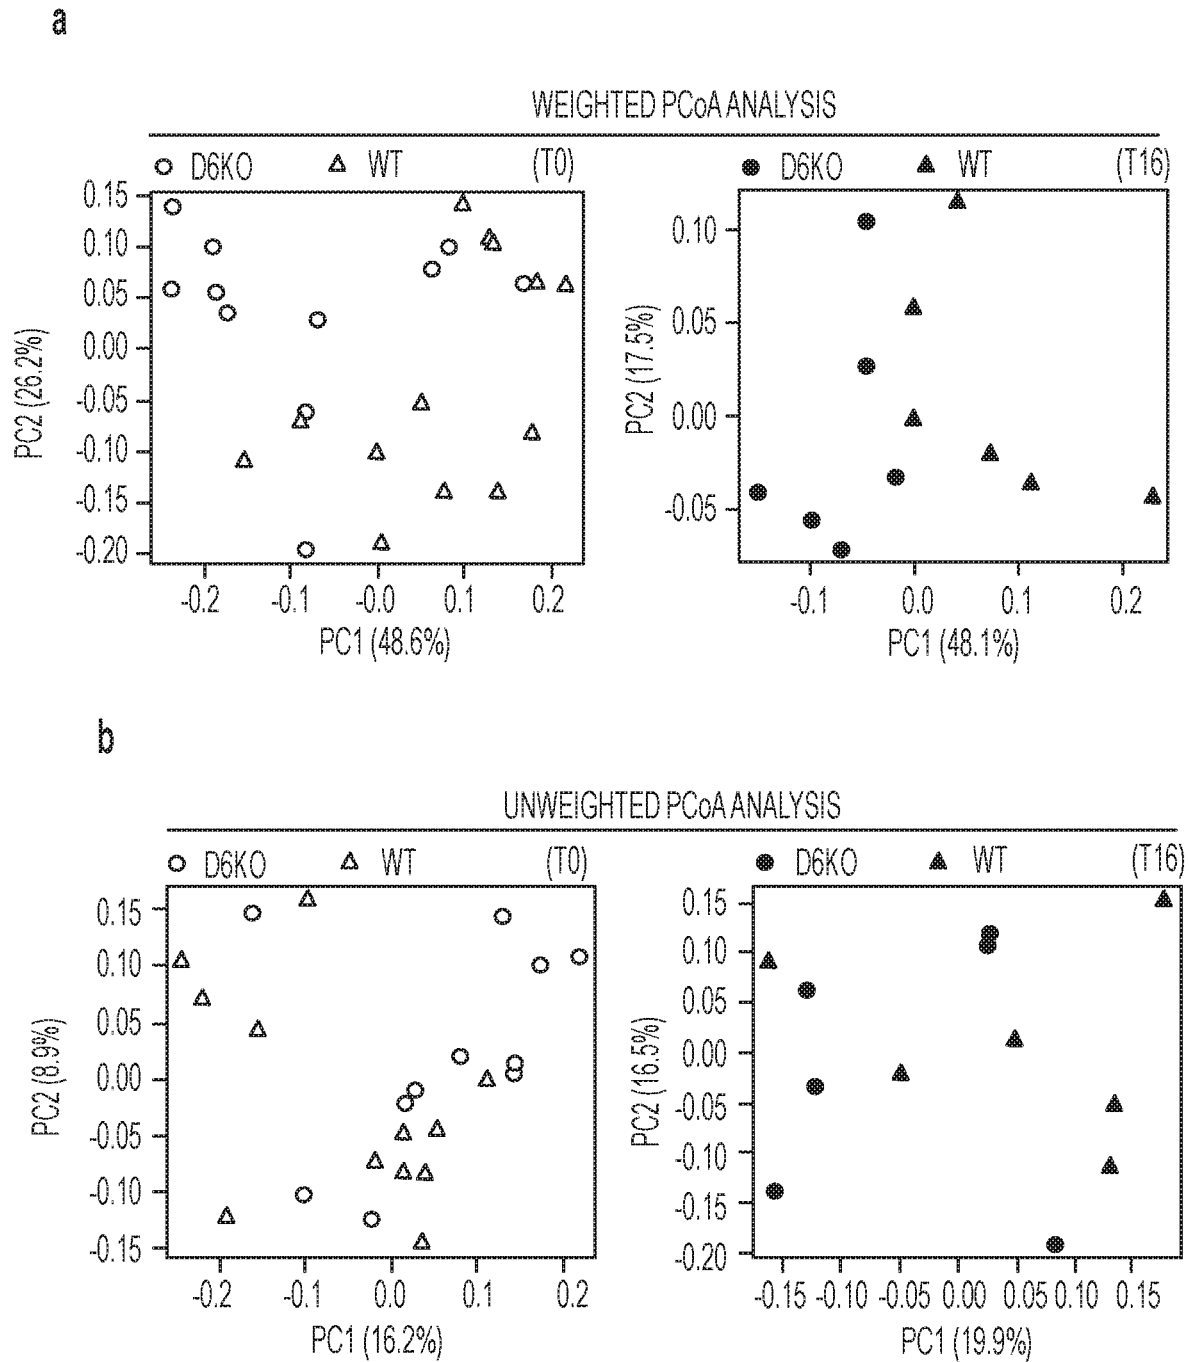 a
WEIGHTED PCoA ANALYSIS
D6KO WT (T0)
0.15
0.10
0.05
0.00
-0.05
-0.10
-0.15
-0.20
PC2 (26.2%)
-0.2 -0.1 -0.0 0.1 0.2
PC1 (48.6%)
D6KO WT (T16)
0.10
0.05
0.00
-0.05
PC2 (17.5%)
-0.1 0.0 0.1 0.2
PC1 (48.1%)
b
UNWEIGHTED PCoA ANALYSIS
D6KO WT (T0)
0.15
0.10
0.05
0.00
-0.05
-0.10
-0.15
PC2 (8.9%)
-0.2 -0.1 0.0 0.1 0.2
PC1 (16.2%)
D6KO WT (T16)
0.15
0.10
0.05
0.00
-0.05
-0.10
-0.15
-0.20
PC2 (16.5%)
-0.15 -0.10 -0.05 0.00 0.05 0.10 0.15
PC1 (19.9%)